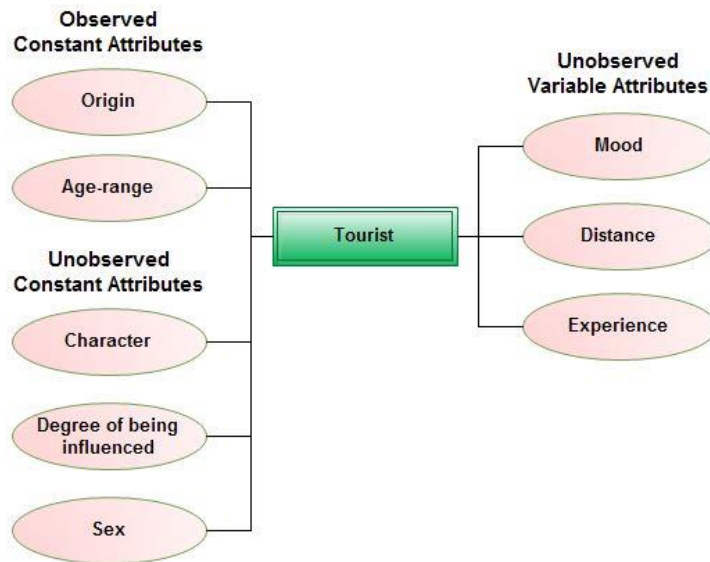 Observed
Constant Attributes
Origin
Age-range
Unobserved
Constant Attributes
Character
Degree of being
influenced
Sex
Tourist
Unobserved
Variable Attributes
Mood
Distance
Experience